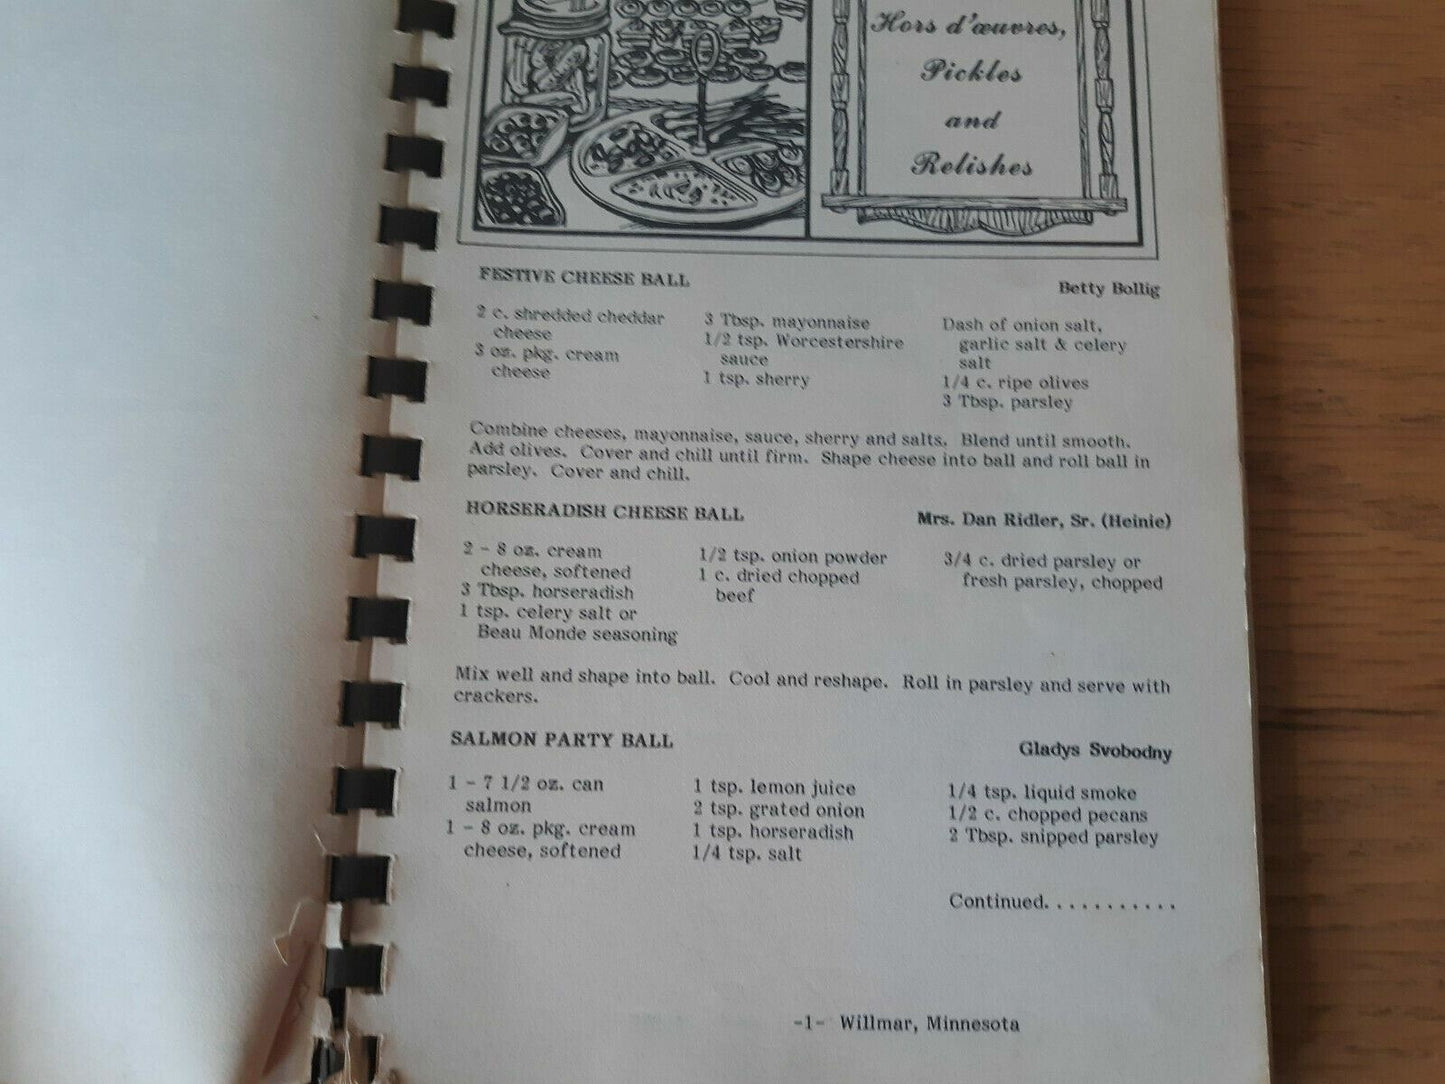 Hors d'œuvres,
Pickles
and
Relishes
FESTIVE CHEESE BALL
Betty Bollig
2 c. shredded cheddar
cheese
3 oz. pkg. cream
cheese
3 Tbsp. mayonnaise
1/2 tsp. Worcestershire
sauce
1 tsp. sherry
Dash of onion salt,
garlic salt & celery
salt
1/4 c. ripe olives
3 Tbsp. parsley
Combine cheeses, mayonnaise, sauce, sherry and salts. Blend until smooth.
Add olives. Cover and chill until firm. Shape cheese into ball and roll ball in
parsley. Cover and chill.
HORSERADISH CHEESE BALL
Mrs. Dan Ridler, Sr. (Heinie)
2 - 8 oz. cream
cheese, softened
3 Tbsp. horseradish
1 tsp. celery salt or
Beau Monde seasoning
1/2 tsp. onion powder
1 c. dried chopped
beef
3/4 c. dried parsley or
fresh parsley, chopped
Mix well and shape into ball. Cool and reshape. Roll in parsley and serve with
crackers.
SALMON PARTY BALL
Gladys Svobodny
1 - 7 1/2 oz. can
salmon
1 - 8 oz. pkg. cream
cheese, softened
1 tsp. lemon juice
2 tsp. grated onion
1 tsp. horseradish
1/4 tsp. salt
1/4 tsp. liquid smoke
1/2 c. chopped pecans
2 Tbsp. snipped parsley
Continued...........
-1- Willmar, Minnesota